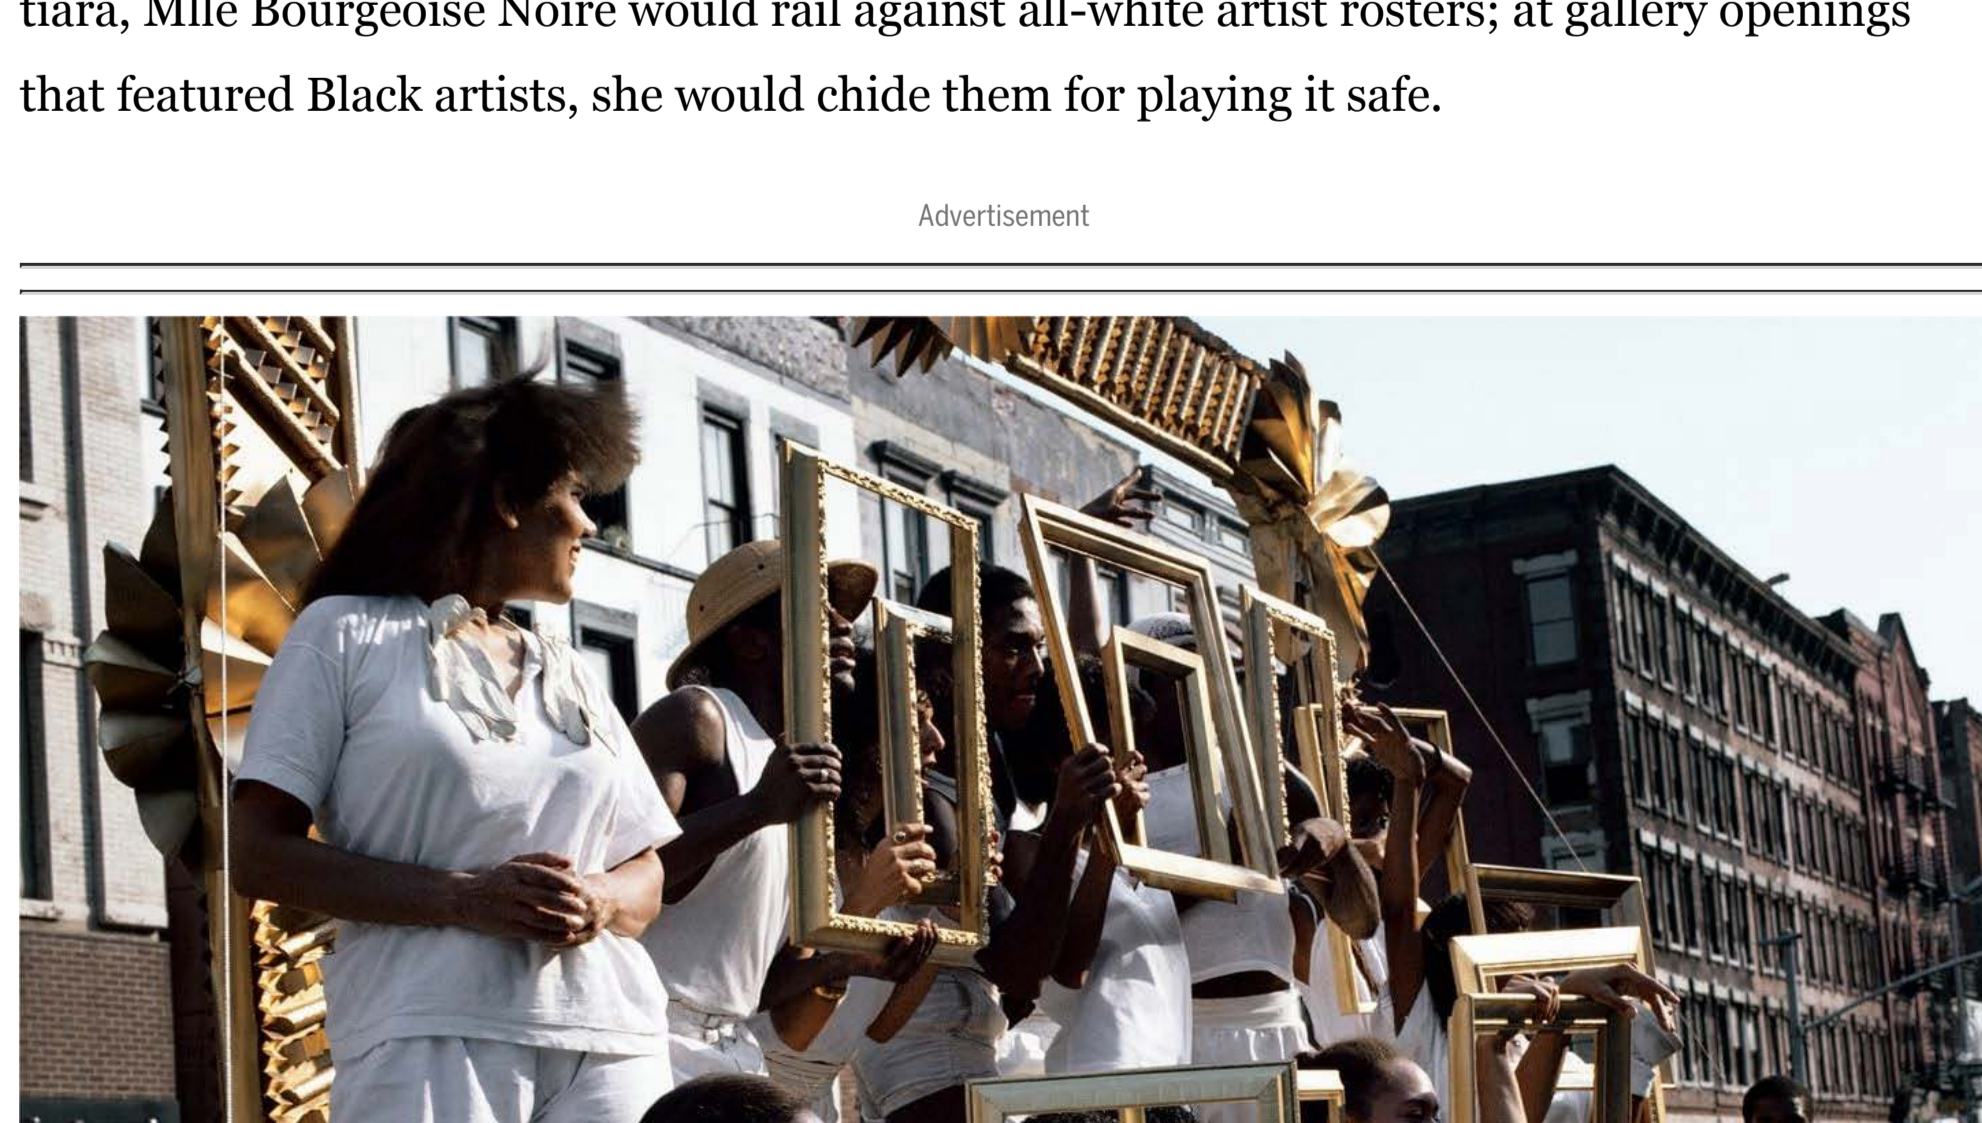 tiara, Mlle Bourgeoise Noire would rail against all-white artist rosters; at gallery openings
that featured Black artists, she would chide them for playing it safe.
Advertisement